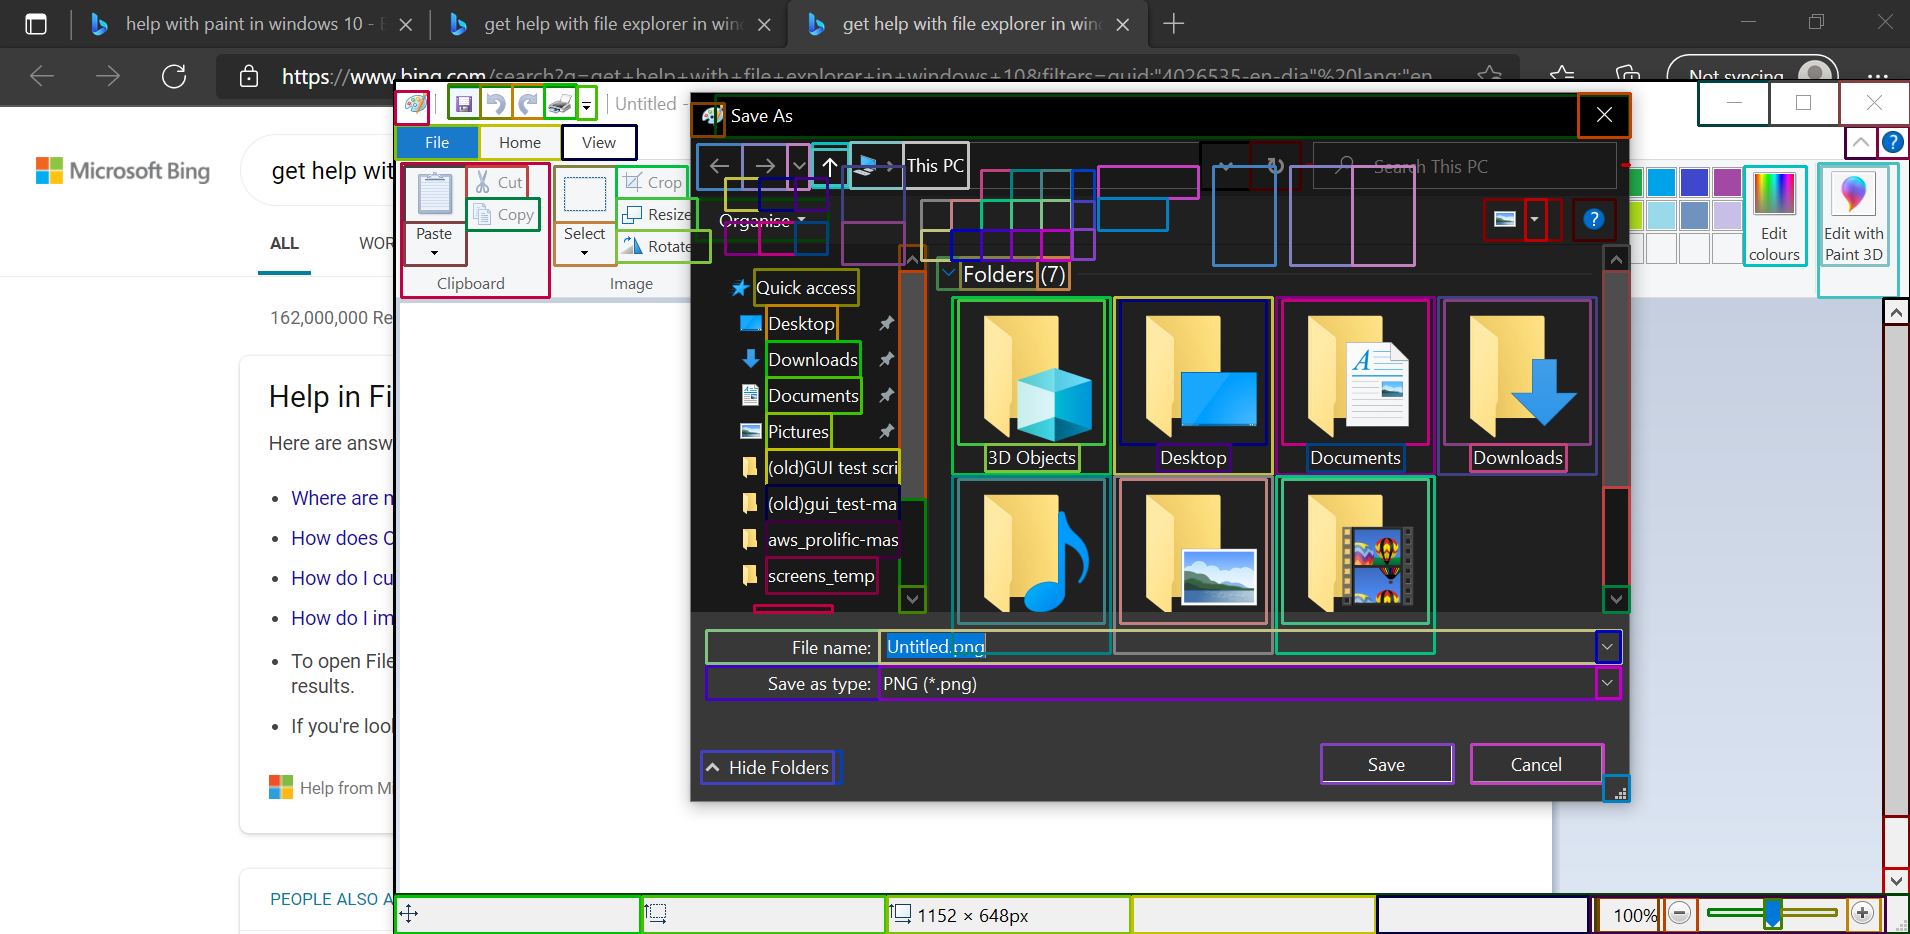 help with paint in windows 10 -
get help with file explorer in win
get help with file explorer in win
https://www.bing.com/search?q=get+help+with+file+explorer+in+windows+10&filters=guid:"4026535-en-dia"%20lang:"en
Not syncing
Microsoft Bing
get help wit
ALL
WOR
162,000,000 Re
Help in Fi
Here are answ
Where are n
How does C
How do I cu
How do I im
To open File
results.
If you're lool
Help from Mi
PEOPLE ALSO A
Untitled -
File
Home
View
Paste
Cut
Copy
Clipboard
Select
Crop
Resize
Rotate
Image
Edit
colours
Edit with
Paint 3D
Save As
This PC
Search This PC
Organise
Quick access
Desktop
Downloads
Documents
Pictures
(old)GUI test scri
(old)gui_test-ma
aws_prolific-mas
screens_temp
Folders (7)
3D Objects
Desktop
Documents
Downloads
File name:
Untitled.png
Save as type:
PNG (*.png)
Hide Folders
Save
Cancel
1152 × 648px
100%